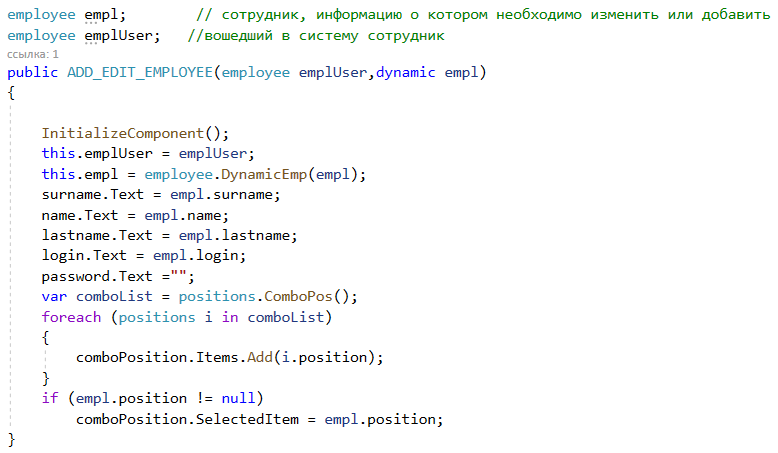 employee empl;        // сотрудник, информацию о котором необходимо изменить или добавить
employee emplUser;   //вошедший в систему сотрудник
ссылка: 1
public ADD_EDIT_EMPLOYEE(employee emplUser,dynamic empl)
{
    InitializeComponent();
    this.emplUser = emplUser;
    this.empl = employee.DynamicEmp(empl);
    surname.Text = empl.surname;
    name.Text = empl.name;
    lastname.Text = empl.lastname;
    login.Text = empl.login;
    password.Text ="";
    var comboList = positions.ComboPos();
    foreach (positions i in comboList)
    {
        comboPosition.Items.Add(i.position);
    }
    if (empl.position != null)
        comboPosition.SelectedItem = empl.position;
}